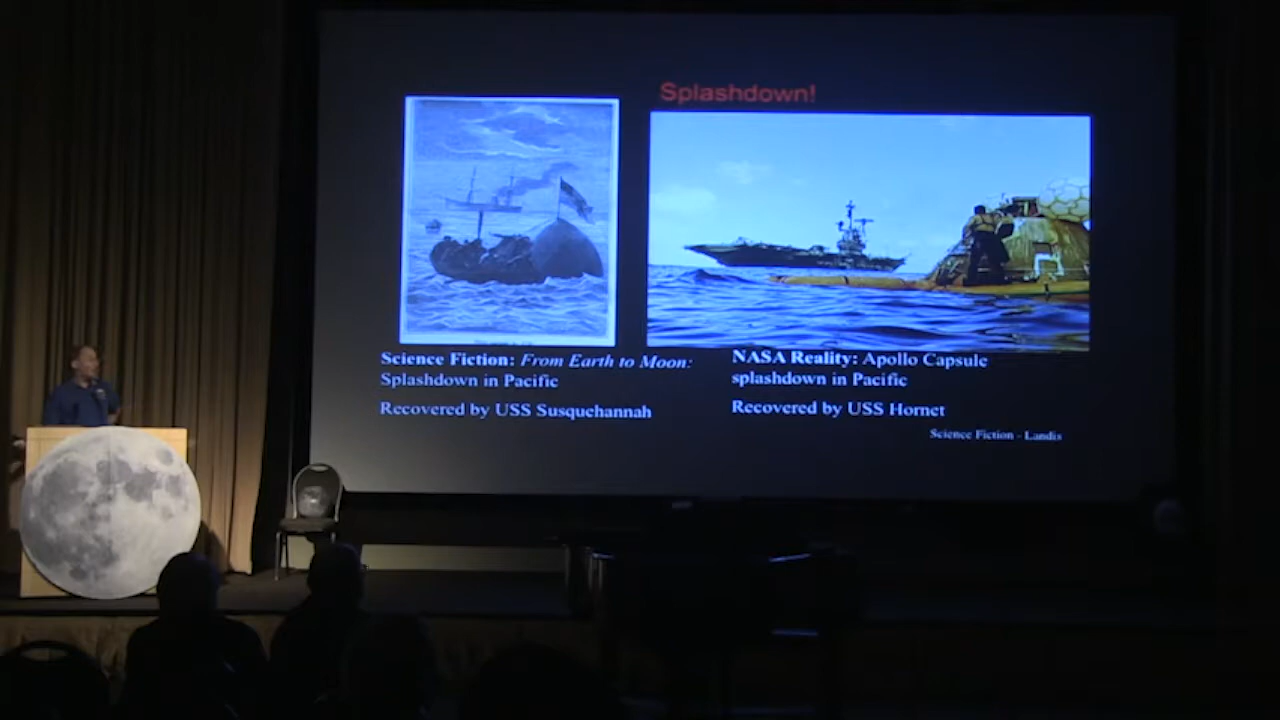 Splashdown!
Science Fiction: From Earth to Moon:
Splashdown in Pacific
Recovered by USS Susquehannah
NASA Reality: Apollo Capsule
splashdown in Pacific
Recovered by USS Hornet
Science Fiction - Landis